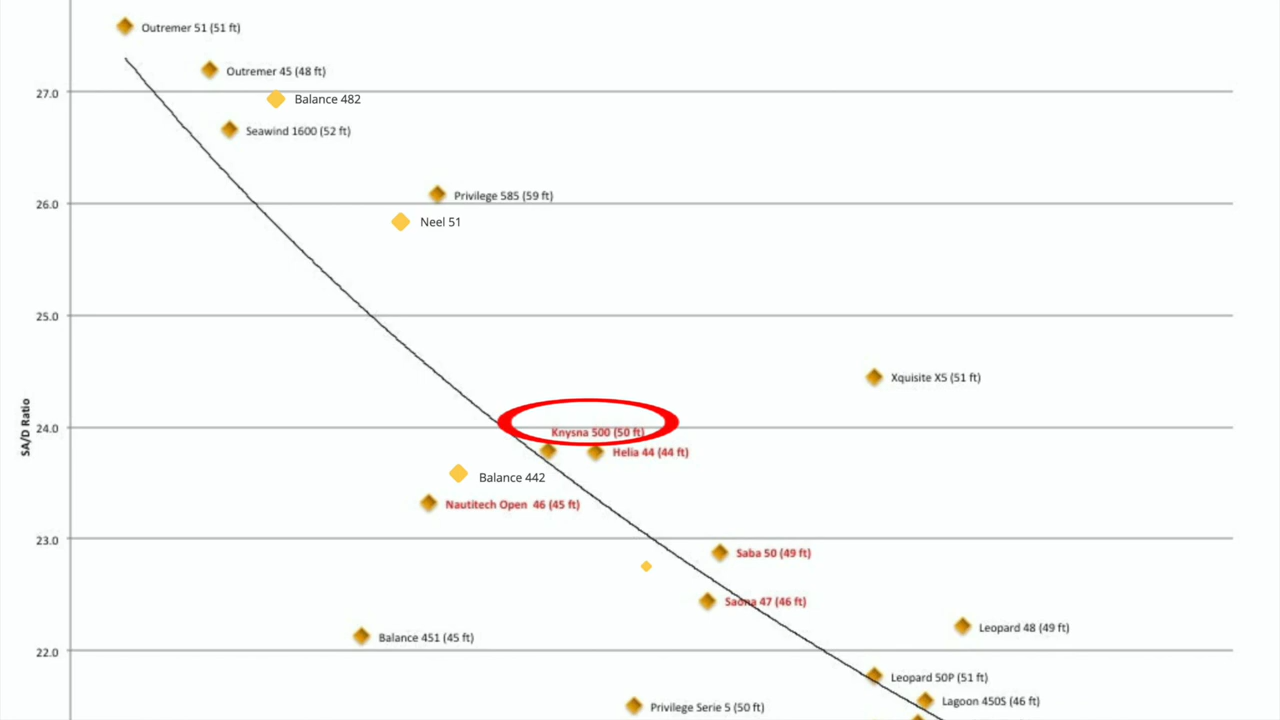 Outremer 51 (51 ft)
Outremer 45 (48 ft)
27.0
Balance 482
Seawind 1600 (52 ft)
Privilege 585 (59 ft)
26.0
Neel 51
25.0
Xquisite X5 (51 ft)
SA/D Ratio
24.0
Knysna 500 (50 ft)
Helia 44 (44 ft)
Balance 442
Nautitech Open 46 (45 ft)
23.0
Saba 50 (49 ft)
Saona 47 (46 ft)
Leopard 48 (49 ft)
Balance 451 (45 ft)
22.0
Leopard 50P (51 ft)
Lagoon 450S (46 ft)
Privilege Serie 5 (50 ft)